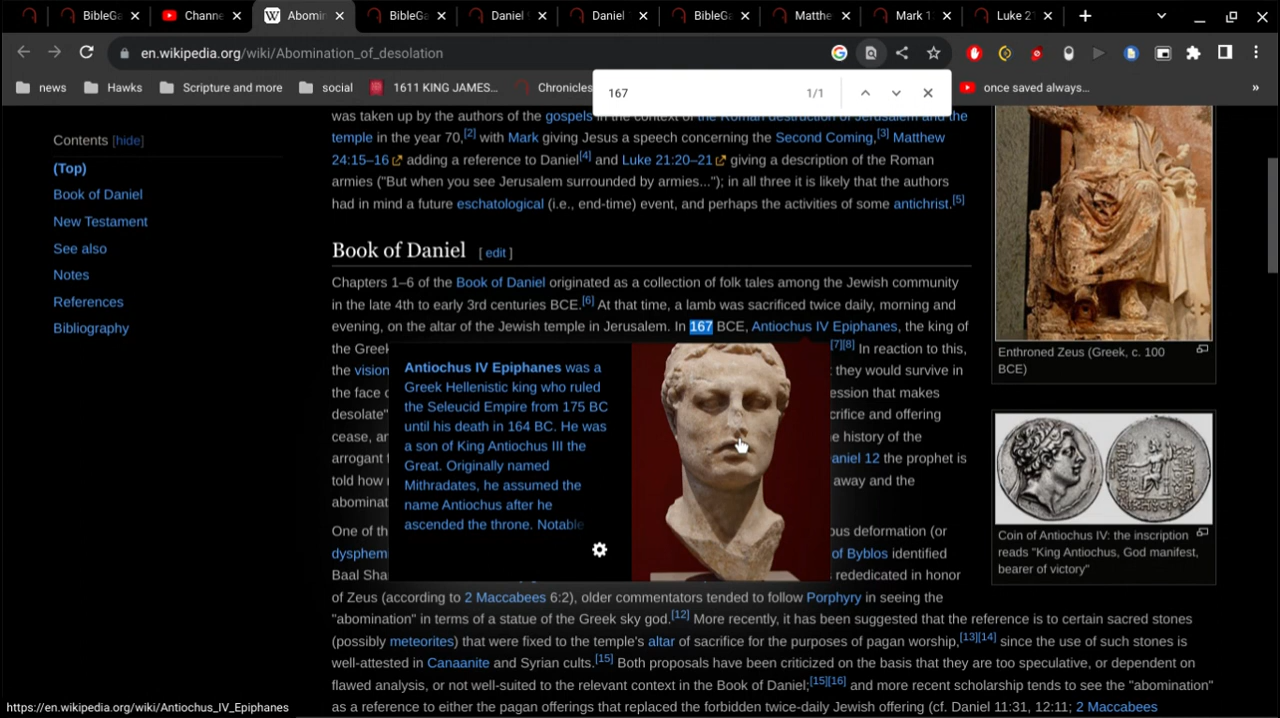 BibleGa
Channe
Abomin
BibleGa
Daniel
Daniel
BibleGa
Matthe
Mark 1
Luke 21
en.wikipedia.org/wiki/Abomination_of_desolation
news
Hawks
Scripture and more
social
1611 KING JAMES...
Chronicles
once saved always...
»
167
1/1
Contents [hide]
(Top)
Book of Daniel
New Testament
See also
Notes
References
Bibliography
was taken up by the authors of the gospels in the context of the Roman destruction of Jerusalem and the
temple in the year 70,[2] with Mark giving Jesus a speech concerning the Second Coming,[3] Matthew
24:15–16 adding a reference to Daniel[4] and Luke 21:20–21 giving a description of the Roman
armies ("But when you see Jerusalem surrounded by armies..."); in all three it is likely that the authors
had in mind a future eschatological (i.e., end-time) event, and perhaps the activities of some antichrist.[5]
Book of Daniel [ edit ]
Chapters 1–6 of the Book of Daniel originated as a collection of folk tales among the Jewish community
in the late 4th to early 3rd centuries BCE.[6] At that time, a lamb was sacrificed twice daily, morning and
evening, on the altar of the Jewish temple in Jerusalem. In 167 BCE, Antiochus IV Epiphanes, the king of
the Greek [7][8] In reaction to this,
the vision they would survive in
the face o ession that makes
desolate" crifice and offering
cease, an e history of the
arrogant aniel 12 the prophet is
told how away and the
abominat
One of th ous deformation (or
dysphem of Byblos identified
Baal Sha rededicated in honor
of Zeus (according to 2 Maccabees 6:2), older commentators tended to follow Porphyry in seeing the
"abomination" in terms of a statue of the Greek sky god.[12] More recently, it has been suggested that the reference is to certain sacred stones
(possibly meteorites) that were fixed to the temple's altar of sacrifice for the purposes of pagan worship,[13][14] since the use of such stones is
well-attested in Canaanite and Syrian cults.[15] Both proposals have been criticized on the basis that they are too speculative, or dependent on
flawed analysis, or not well-suited to the relevant context in the Book of Daniel;[15][16] and more recent scholarship tends to see the "abomination"
as a reference to either the pagan offerings that replaced the forbidden twice-daily Jewish offering (cf. Daniel 11:31, 12:11; 2 Maccabees
Antiochus IV Epiphanes was a
Greek Hellenistic king who ruled
the Seleucid Empire from 175 BC
until his death in 164 BC. He was
a son of King Antiochus III the
Great. Originally named
Mithradates, he assumed the
name Antiochus after he
ascended the throne. Notable
Enthroned Zeus (Greek, c. 100
BCE)
Coin of Antiochus IV: the inscription
reads "King Antiochus, God manifest,
bearer of victory"
https://en.wikipedia.org/wiki/Antiochus_IV_Epiphanes